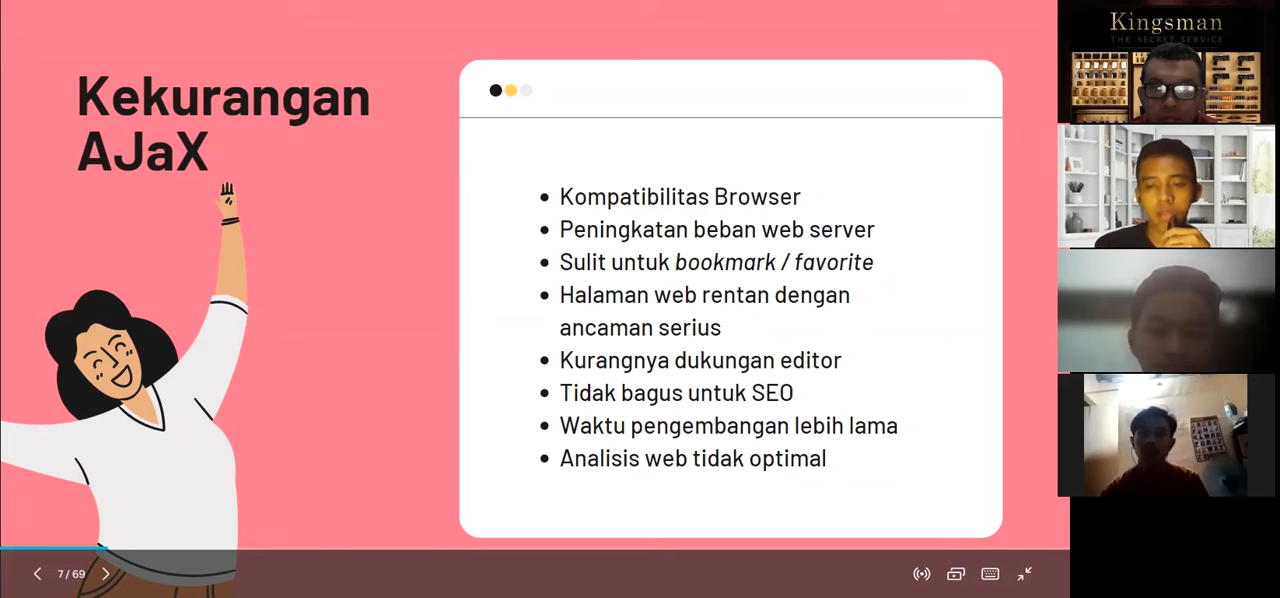 Kekurangan
AJaX
• Kompatibilitas Browser
• Peningkatan beban web server
• Sulit untuk bookmark / favorite
• Halaman web rentan dengan
ancaman serius
• Kurangnya dukungan editor
• Tidak bagus untuk SEO
• Waktu pengembangan lebih lama
• Analisis web tidak optimal
7 / 69
Kingsman
THE SECRET SERVICE